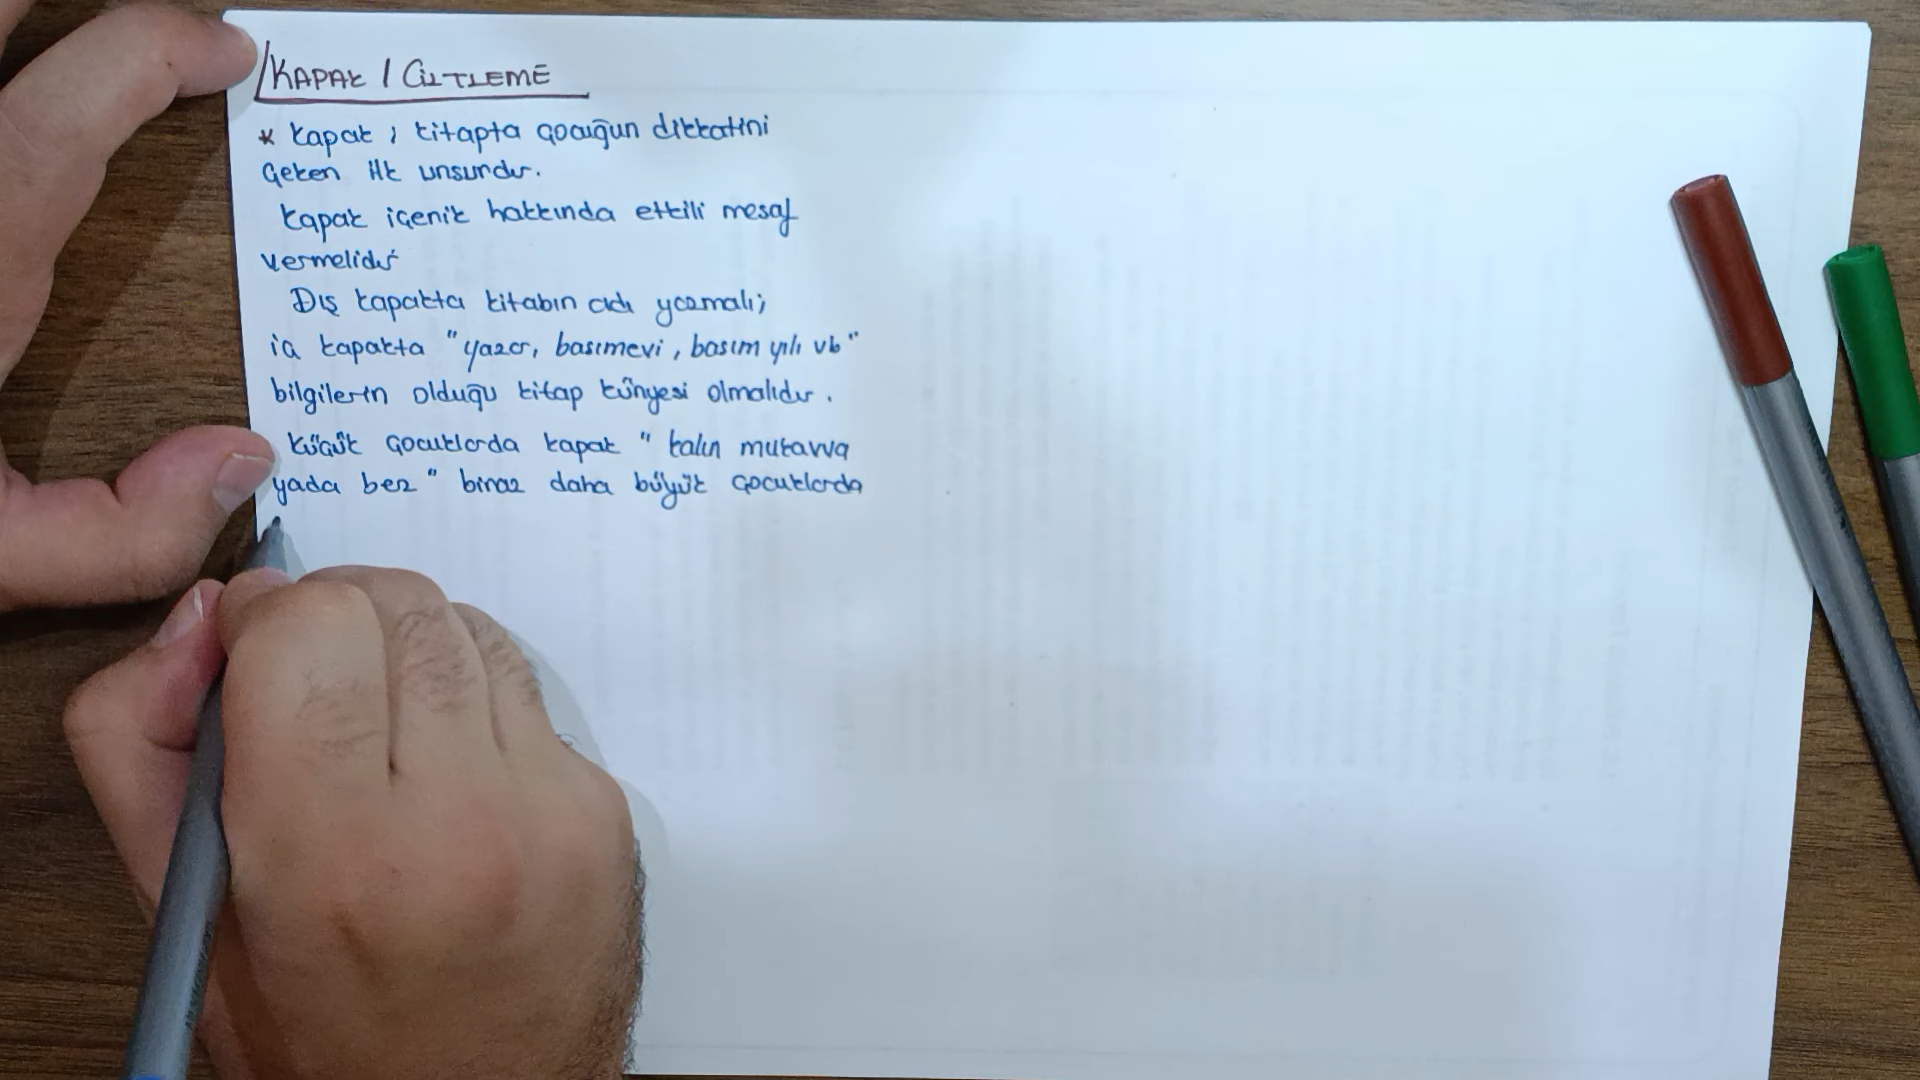 KAPAK / CİLTLEME
* Kapak; kitapta çocuğun dikkatini
çeken ilk unsurdur.
Kapak içerik hakkında etkili mesaj
vermelidir
Dış kapakta kitabın adı yazmalı;
iç kapakta "yazar, basımevi, basım yılı vb"
bilgilerin olduğu kitap künyesi olmalıdır.
Küçük çocuklarda kapak "kalın mukavva
yada bez" biraz daha büyük çocuklarda